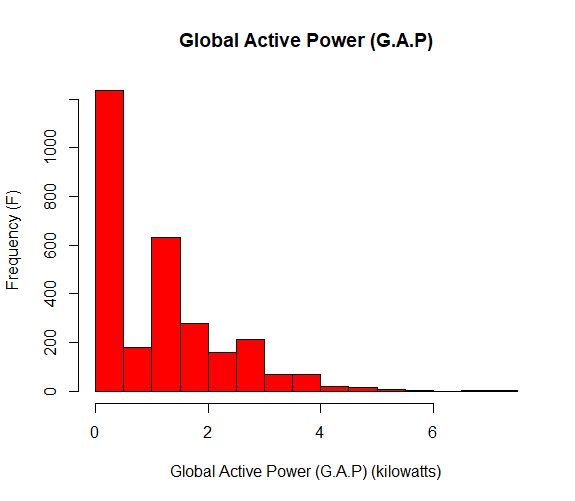 Global Active Power (G.A.P)
Frequency (F)
1000
800
600
400
200
0
0 2 4 6
Global Active Power (G.A.P) (kilowatts)